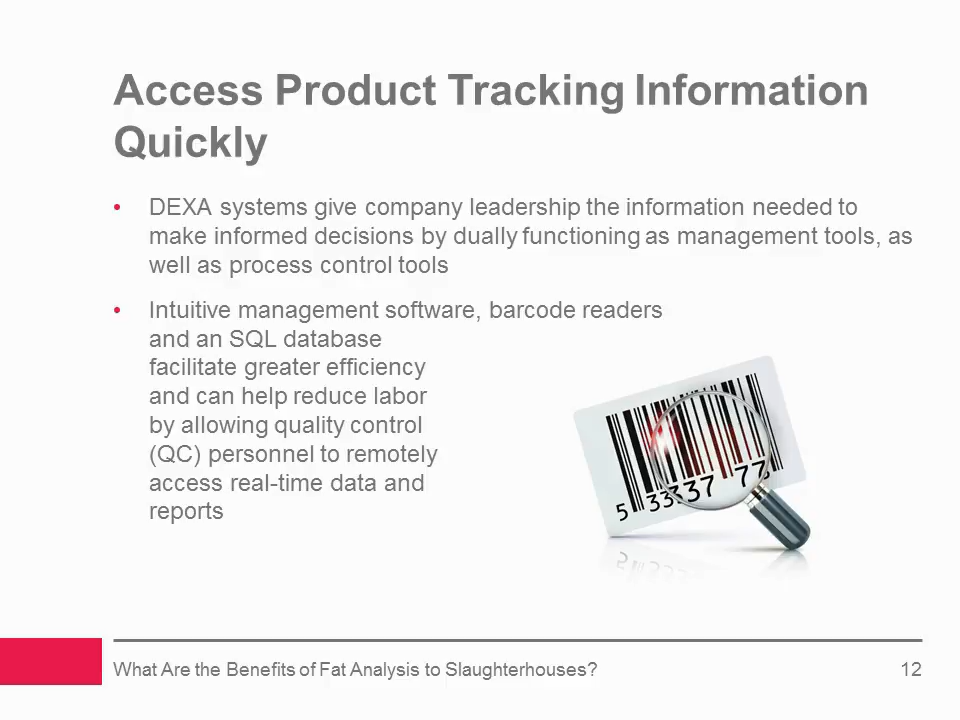 Access Product Tracking Information
Quickly
• DEXA systems give company leadership the information needed to
make informed decisions by dually functioning as management tools, as
well as process control tools
• Intuitive management software, barcode readers
and an SQL database
facilitate greater efficiency
and can help reduce labor
by allowing quality control
(QC) personnel to remotely
access real-time data and
reports
5 33337 77
What Are the Benefits of Fat Analysis to Slaughterhouses?
12